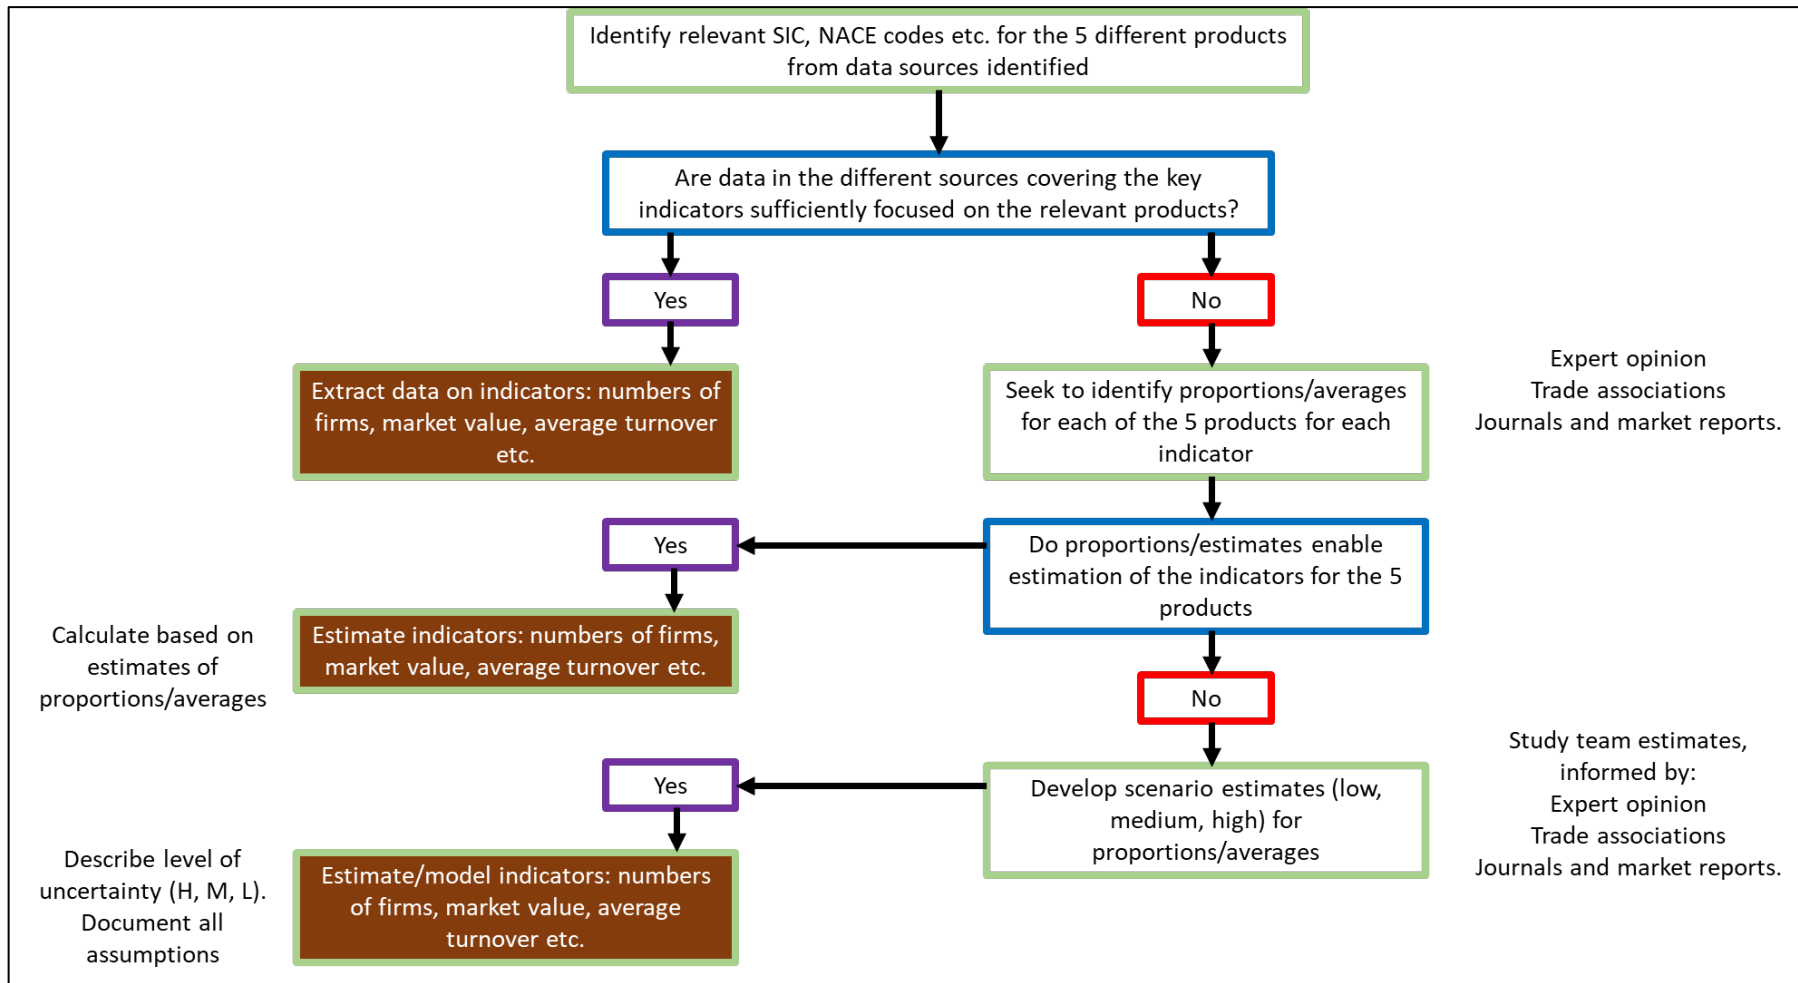 Identify relevant SIC, NACE codes etc. for the 5 different products
from data sources identified
Are data in the different sources covering the key
indicators sufficiently focused on the relevant products?
Yes
No
Extract data on indicators: numbers of
firms, market value, average turnover
etc.
Seek to identify proportions/averages
for each of the 5 products for each
indicator
Expert opinion
Trade associations
Journals and market reports.
Yes
Do proportions/estimates enable
estimation of the indicators for the 5
products
Calculate based on
estimates of
proportions/averages
Estimate indicators: numbers of firms,
market value, average turnover etc.
No
Yes
Develop scenario estimates (low,
medium, high) for
proportions/averages
Study team estimates,
informed by:
Expert opinion
Trade associations
Journals and market reports.
Describe level of
uncertainty (H, M, L).
Document all
assumptions
Estimate/model indicators: numbers
of firms, market value, average
turnover etc.